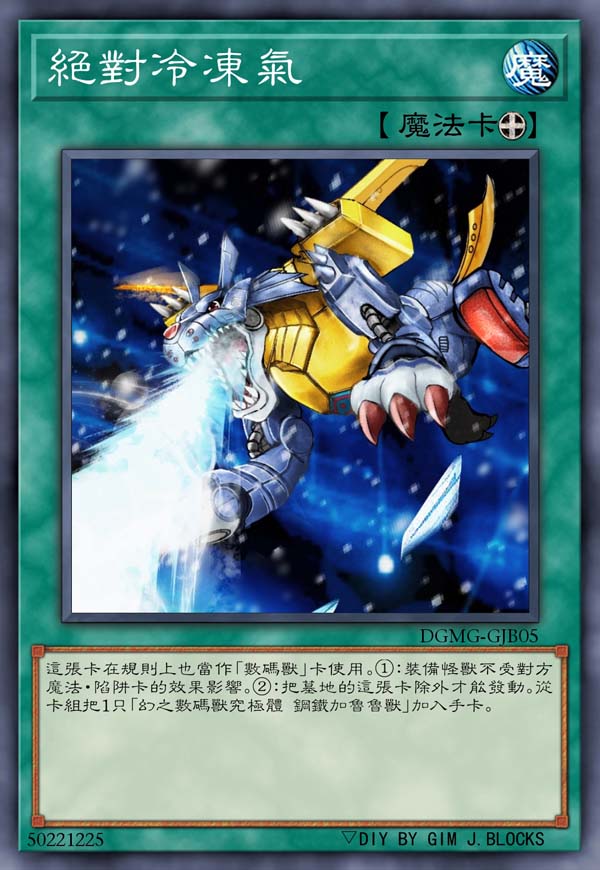 絕對冷凍氣
魔
【魔法卡】
DGMG-GJB05
這張卡在規則上也當作「數碼獸」卡使用。①:裝備怪獸不受對方
魔法・陷阱卡的效果影響。②:把墓地的這張卡除外才能發動。從
卡組把1只「幻之數碼獸究極體 鋼鐵加魯魯獸」加入手卡。
50221225
▽DIY BY GIM J.BLOCKS